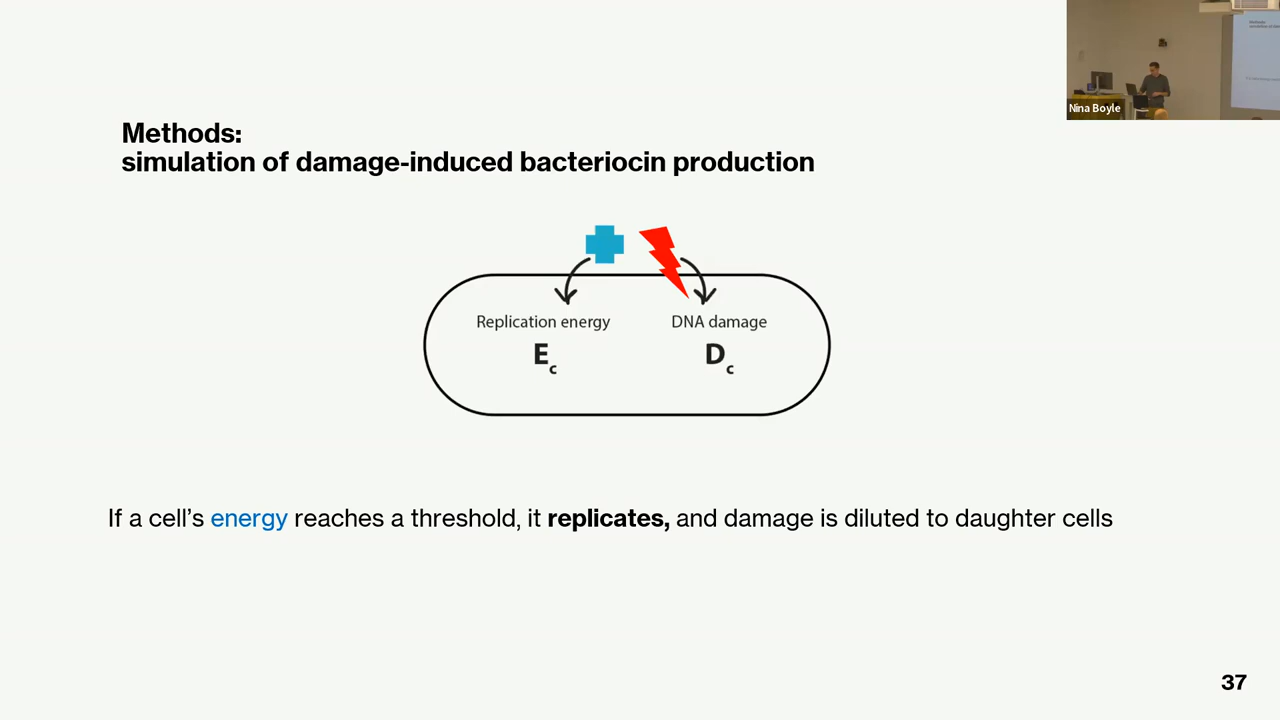 Nina Boyle
Methods:
simulation of damage-induced bacteriocin production
Replication energy
DNA damage
Ec
Dc
If a cell's energy reaches a threshold, it replicates, and damage is diluted to daughter cells
37